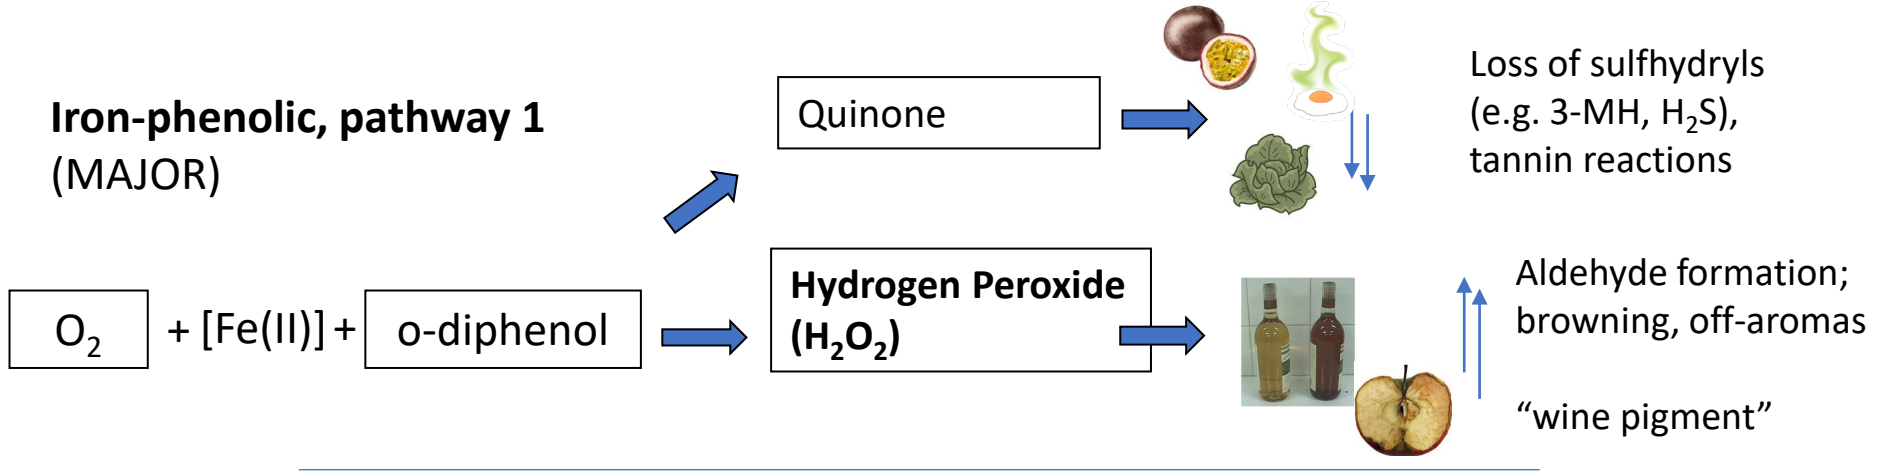 Iron-phenolic, pathway 1
(MAJOR)
Quinone
Loss of sulfhydryls
(e.g. 3-MH, H₂S),
tannin reactions
O₂ + [Fe(II)] + o-diphenol
Hydrogen Peroxide
(H₂O₂)
Aldehyde formation;
browning, off-aromas
“wine pigment”